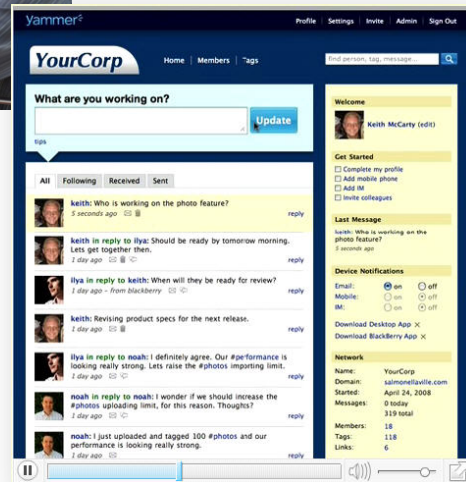 yammer
Profile | Settings | Invite | Admin | Sign Out
YourCorp
Home | Members | Tags
find person, tag, message...
What are you working on?
Update
tips
All Following Received Sent
keith: Who is working on the photo feature?
5 seconds ago
reply
keith in reply to ilya: Should be ready by tomorrow morning.
Lets get together then.
1 day ago
reply
ilya in reply to keith: When will they be ready for review?
1 day ago – from blackberry
reply
keith: Revising product specs for the next release.
1 day ago
reply
ilya in reply to noah: I definitely agree. Our #performance is
looking really strong. Lets raise the #photos importing limit.
1 day ago
reply
noah in reply to ilya: I wonder if we should increase the
#photos uploading limit, for this reason. Thoughts?
1 day ago
reply
noah: I just uploaded and tagged 100 #photos and our
performance is looking really strong.
1 day ago
reply
Welcome
Keith McCarty (edit)
Get Started
Complete my profile
Add mobile phone
Add IM
Invite colleagues
Last Message
keith: Who is working on the
photo feature?
5 seconds ago
Device Notifications
Email: on off
Mobile: on off
IM: on off
Download Desktop App
Download BlackBerry App
Network
Name: YourCorp
Domain: salmonellaville.com
Started: April 24, 2008
Messages: 0 today
319 total
Members: 18
Tags: 118
Links: 6